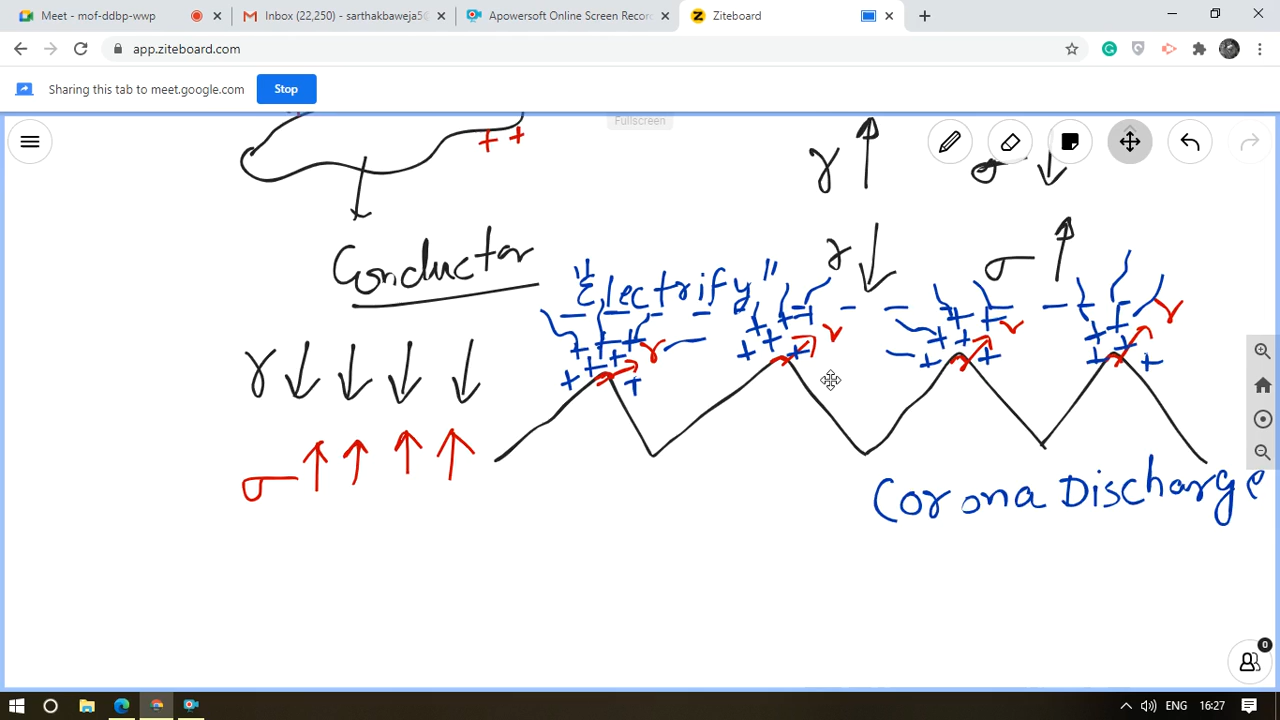 Meet - mof-ddbp-wwp
Inbox (22,250) - sarthakbaweja5
Apowersoft Online Screen Recor
Ziteboard
app.ziteboard.com
Sharing this tab to meet.google.com
Stop
Fullscreen
+ +
r ↑ σ ↓
Conductor
r ↓ σ ↑
"Electrify"
r r r r
r ↓ ↓ ↓ ↓
σ ↑ ↑ ↑ ↑
Corona Discharge
0
ENG 16:27